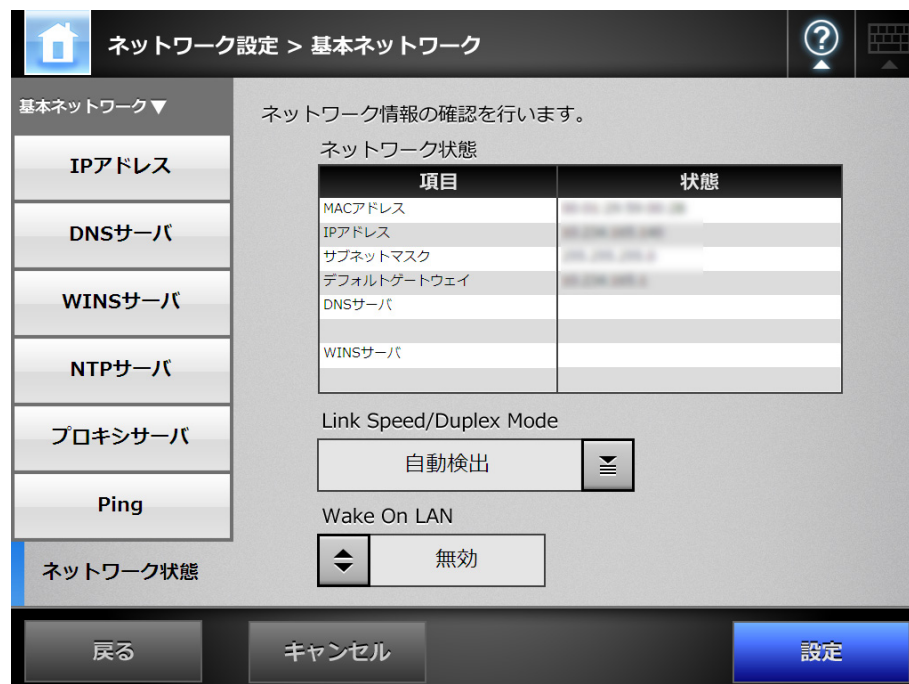 ネットワーク設定 > 基本ネットワーク
?
基本ネットワーク▼
IPアドレス
DNSサーバ
WINSサーバ
NTPサーバ
プロキシサーバ
Ping
ネットワーク状態
ネットワーク情報の確認を行います。
ネットワーク状態
項目 状態
MACアドレス
IPアドレス
サブネットマスク
デフォルトゲートウェイ
DNSサーバ
WINSサーバ
Link Speed/Duplex Mode
自動検出
Wake On LAN
無効
戻る キャンセル 設定